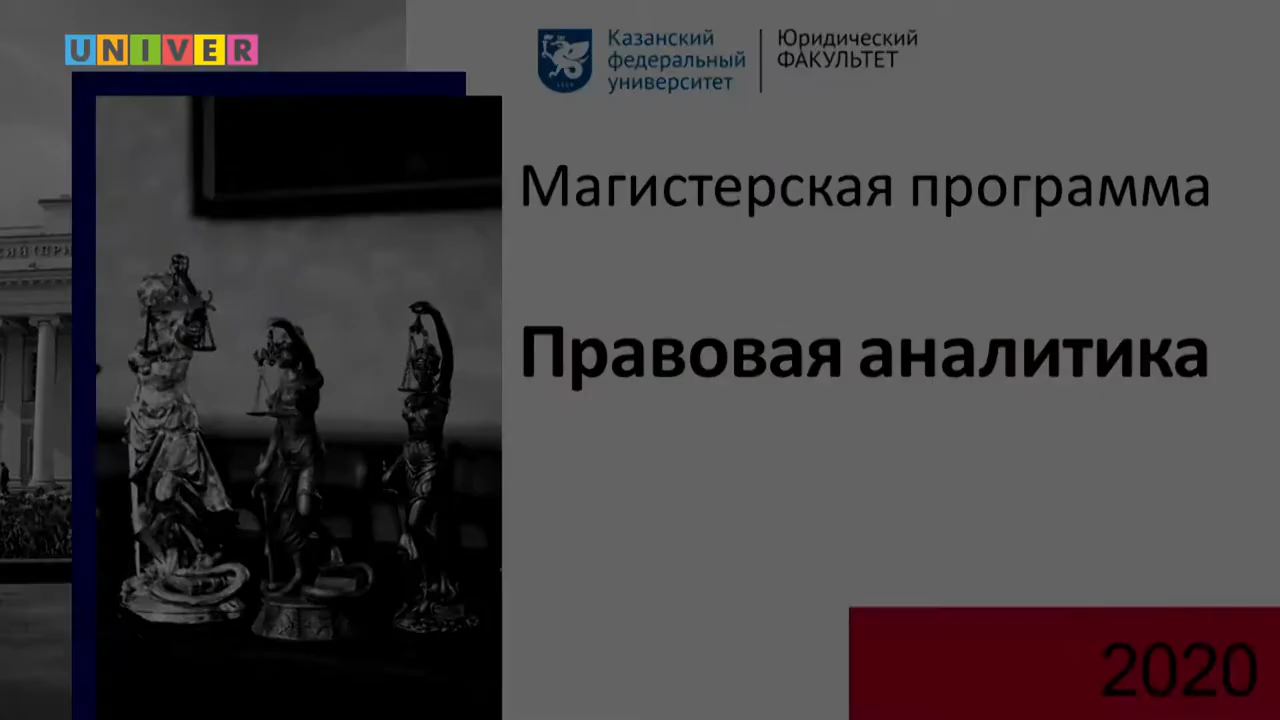 UNIVER
Казанский
федеральный
университет
Юридический
ФАКУЛЬТЕТ
Магистерская программа
Правовая аналитика
2020